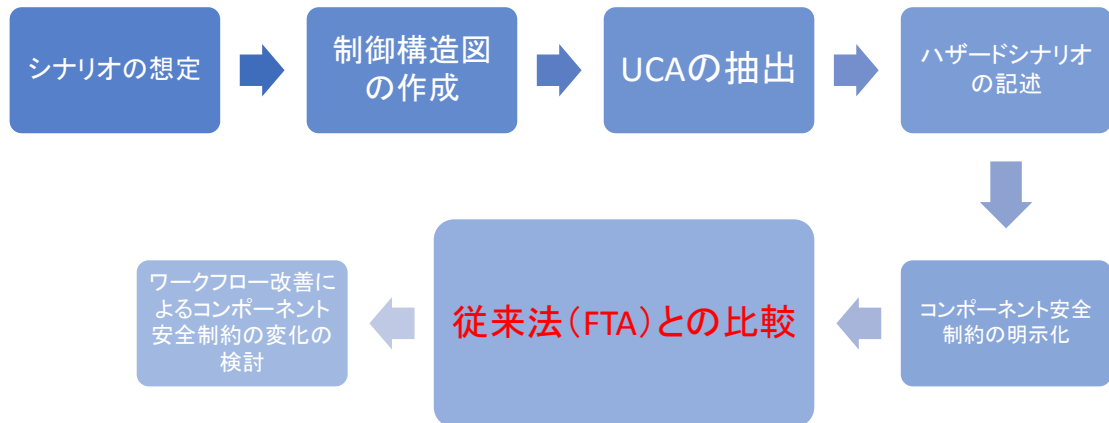 シナリオの想定
制御構造図
の作成
UCAの抽出
ハザードシナリオ
の記述
コンポーネント安全
制約の明示化
従来法(FTA)との比較
ワークフロー改善に
よるコンポーネント
安全制約の変化の
検討